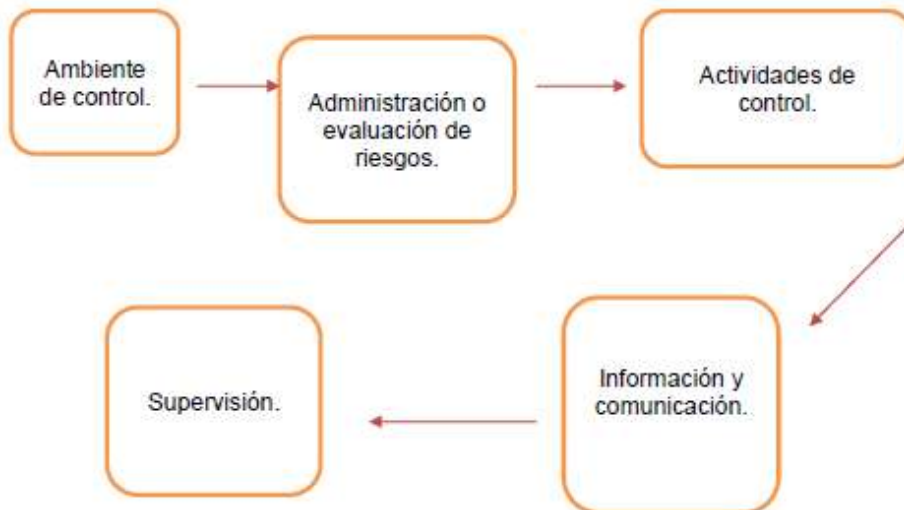 Ambiente
de control.
Administración o
evaluación de
riesgos.
Actividades de
control.
Información y
comunicación.
Supervisión.